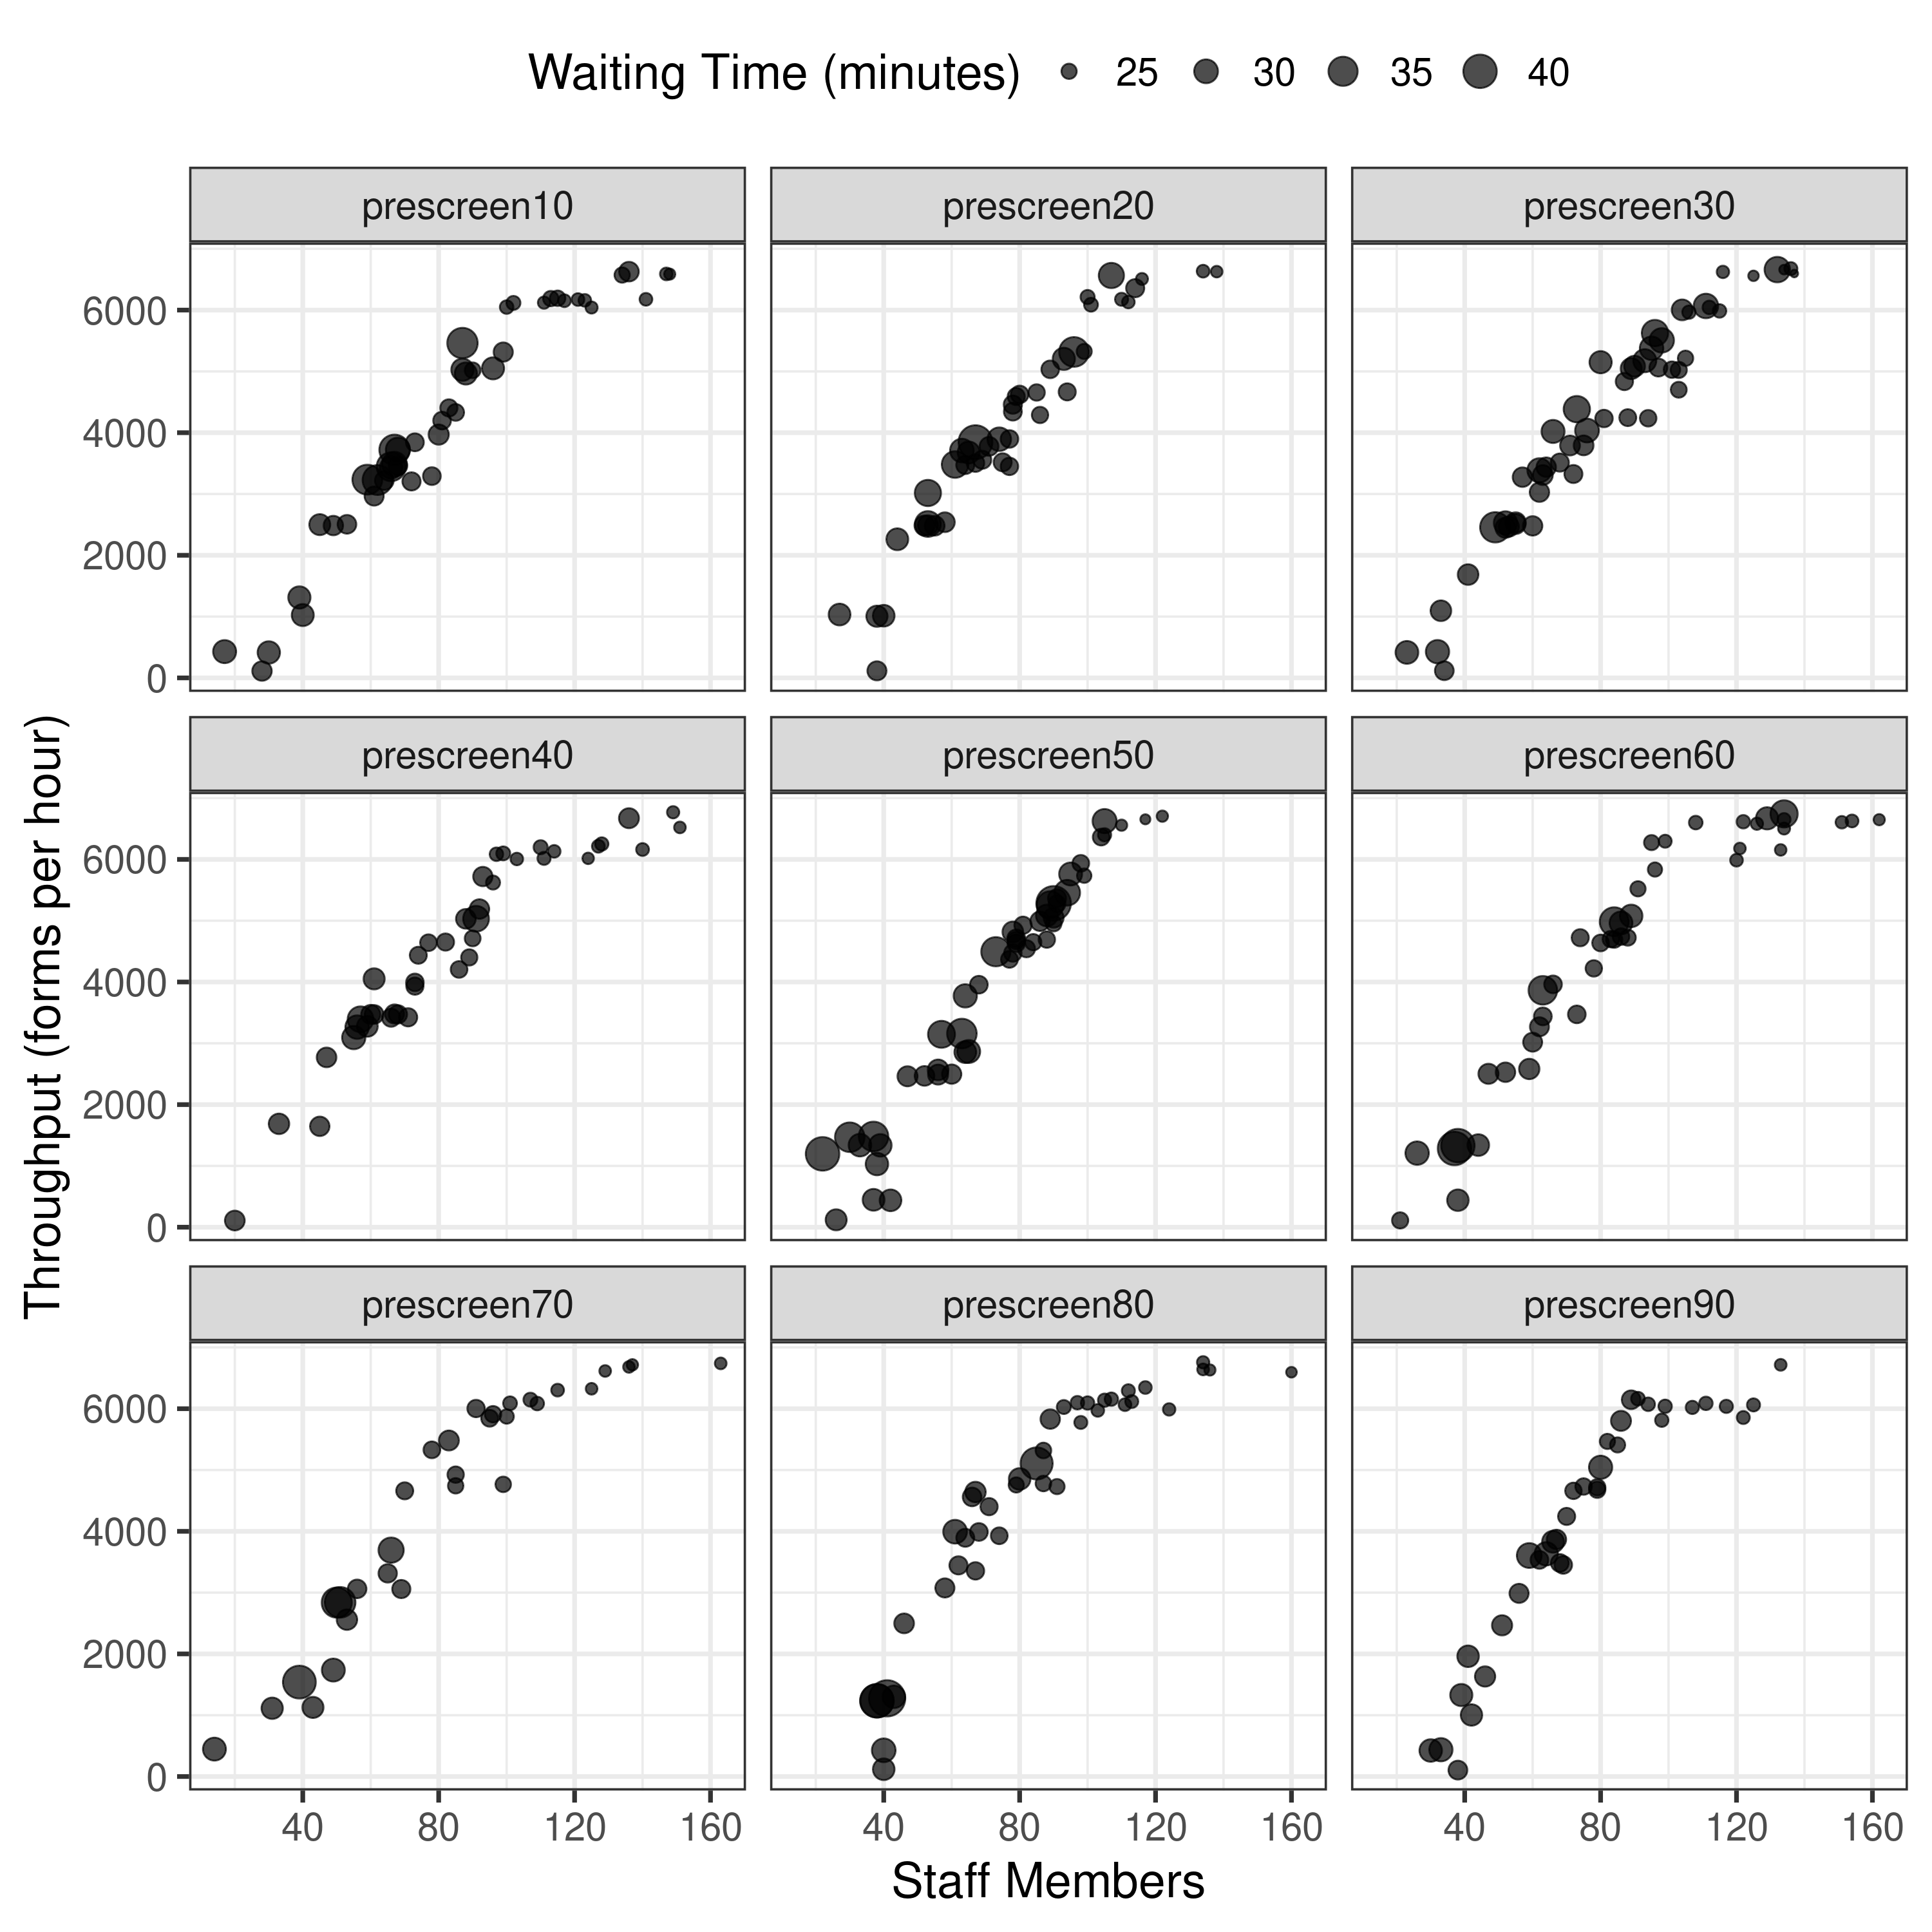 Waiting Time (minutes) 25 30 35 40
prescreen10 prescreen20 prescreen30
6000
4000
2000
0
prescreen40 prescreen50 prescreen60
6000
4000
2000
0
prescreen70 prescreen80 prescreen90
6000
4000
2000
0
40 80 120 160 40 80 120 160 40 80 120 160
Staff Members
Throughput (forms per hour)